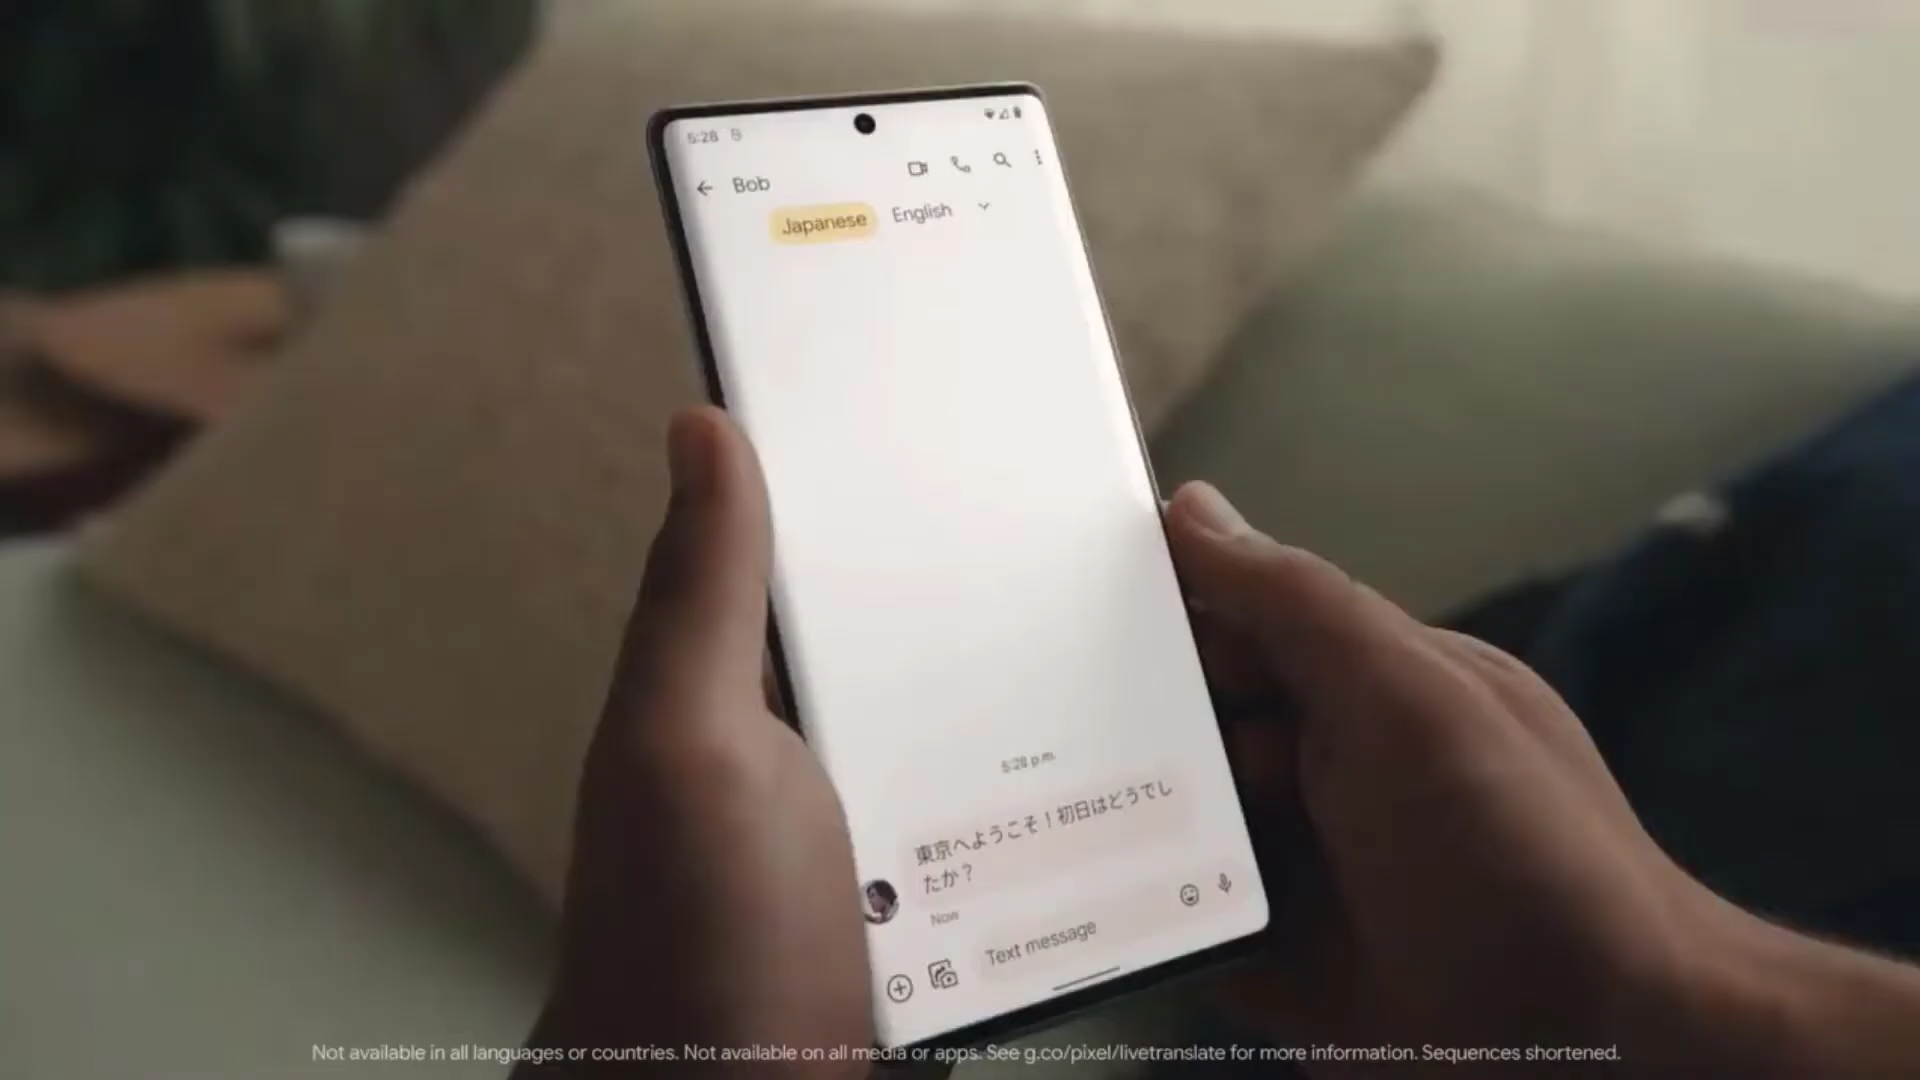 5:28
Bob
Japanese English
5:28 p.m.
東京へようこそ！初日はどうでし
たか？
Now
Text message
Not available in all languages or countries. Not available on all media or apps. See g.co/pixel/livetranslate for more information. Sequences shortened.